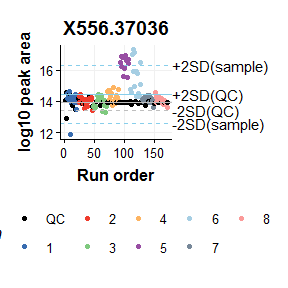 X556.37036
log10 peak area
16
14
12
+2SD(sample)
+2SD(QC)
-2SD(QC)
-2SD(sample)
0 50 100 150
Run order
QC 2 4 6 8
1 3 5 7